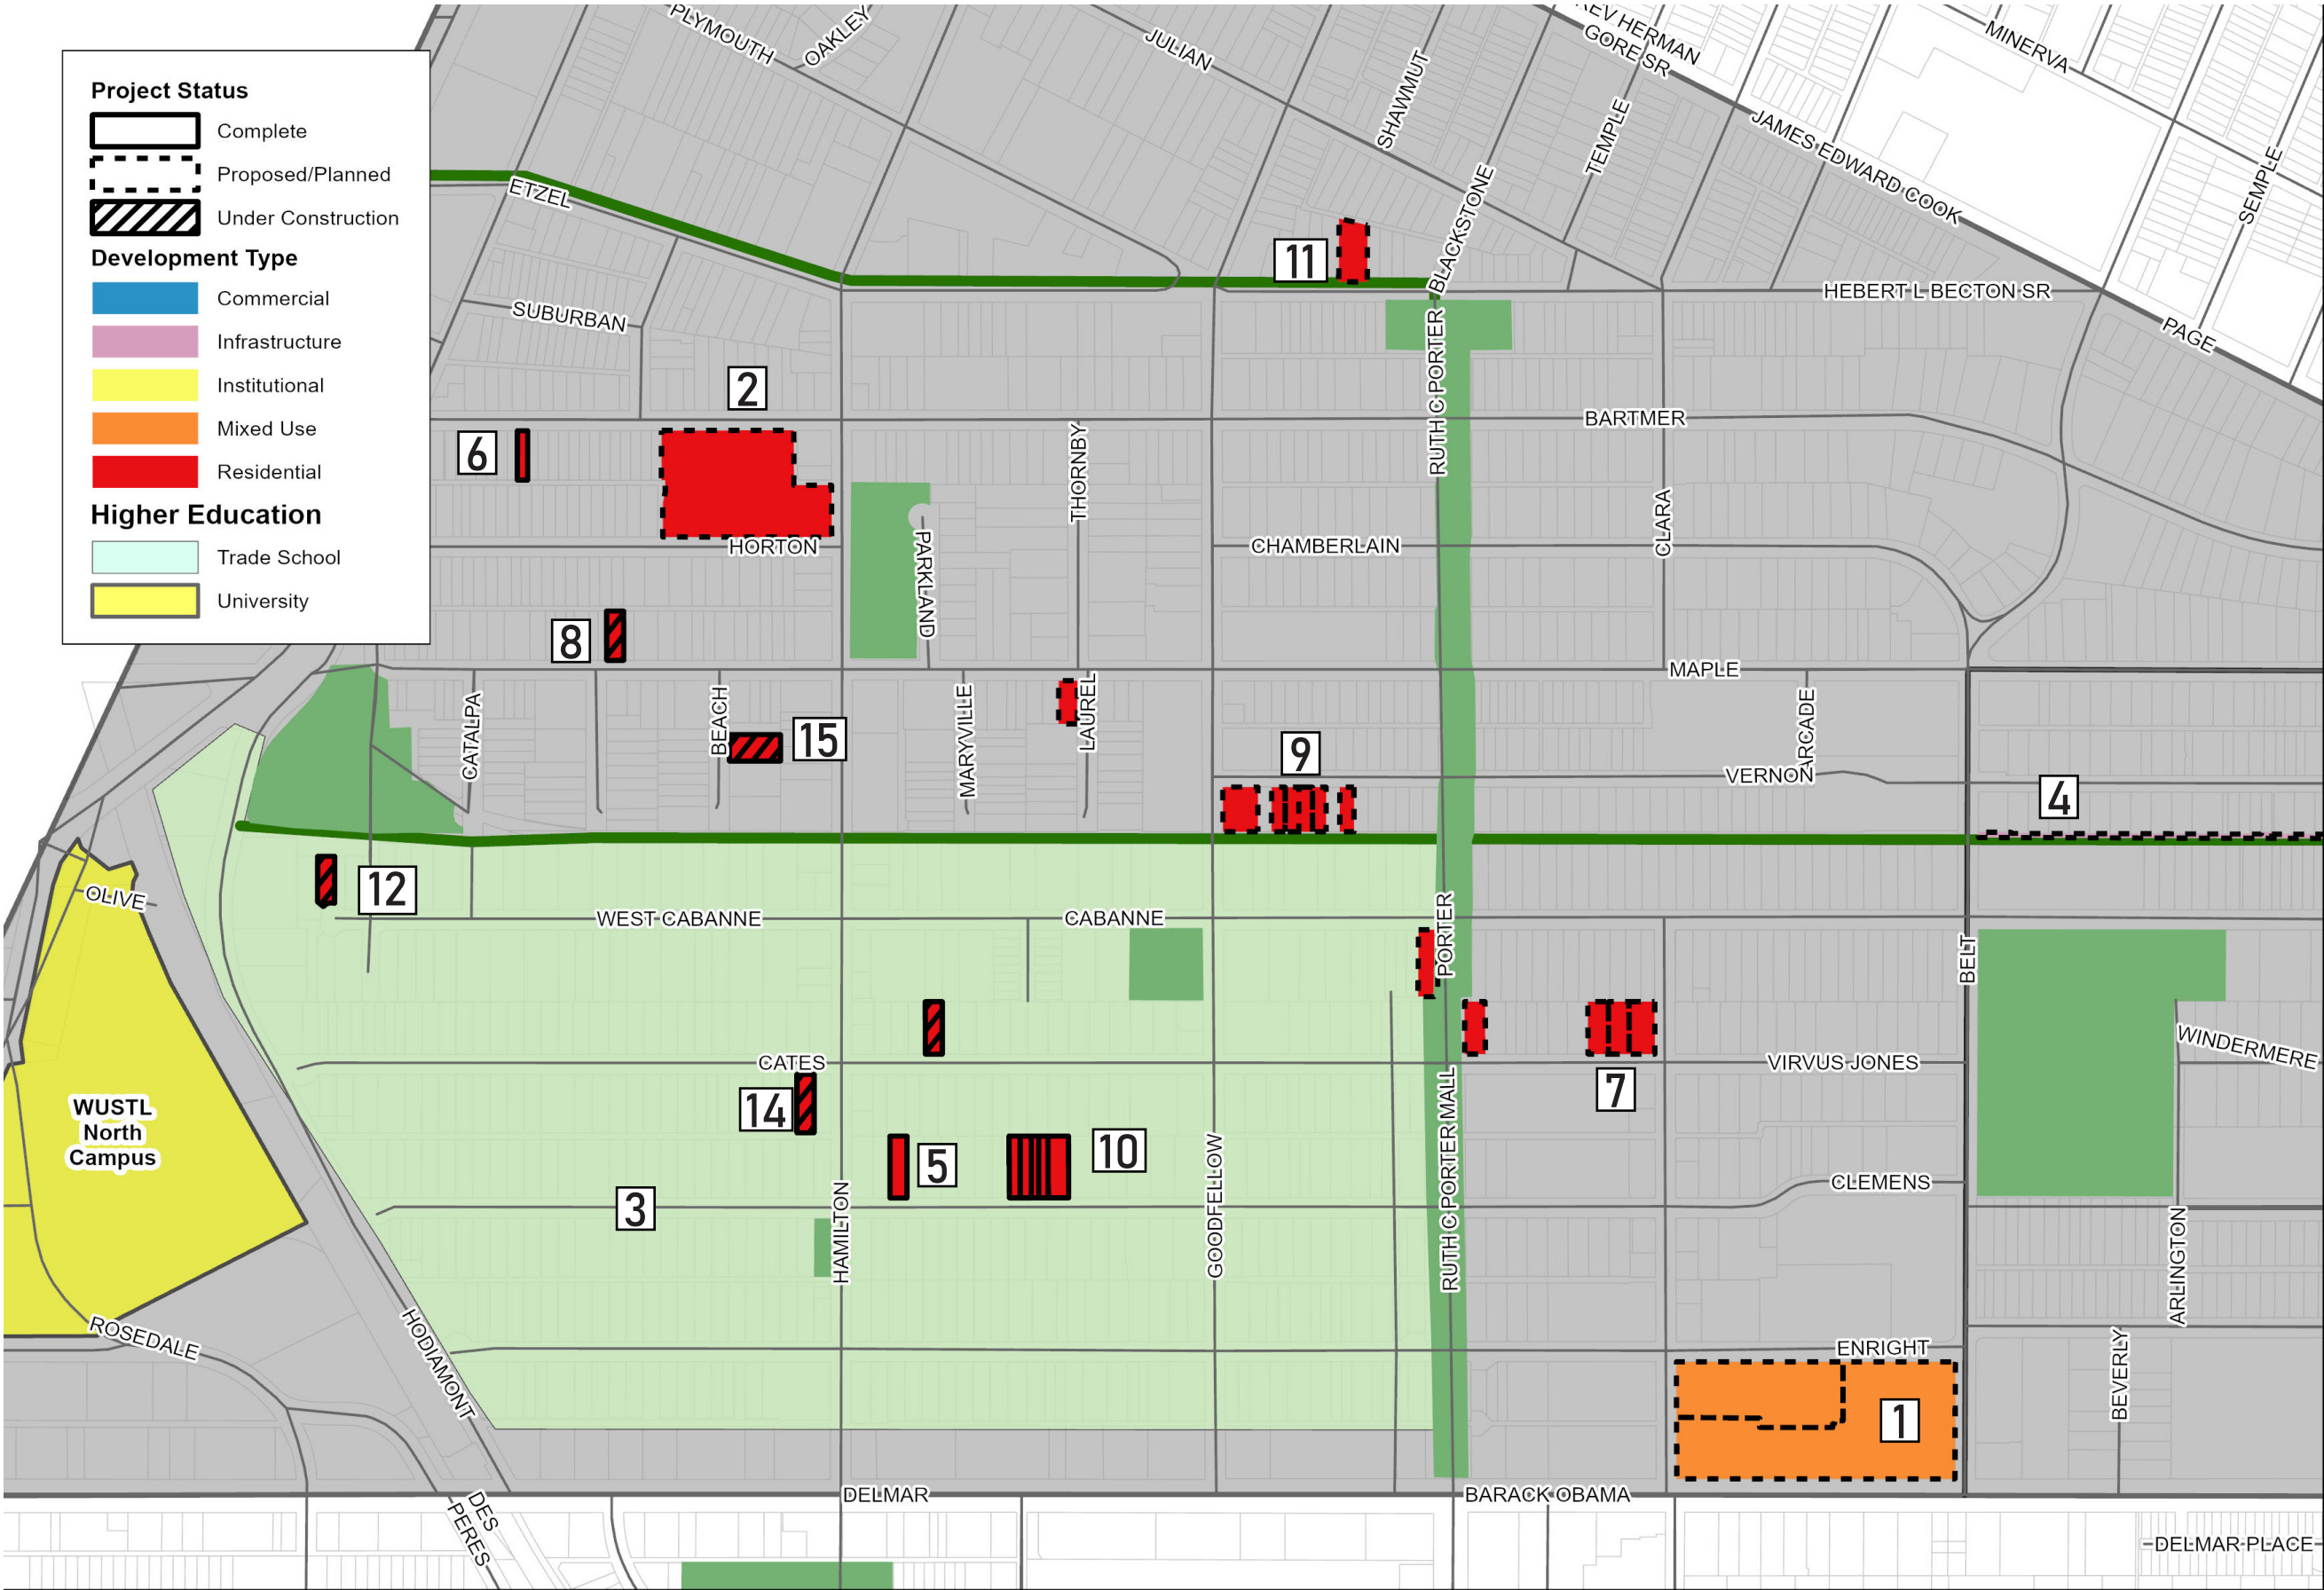 PLYMOUTH
OAKLEY
JULIAN
SHAWMUT
REV HERMAN
GORE SR
TEMPLE
MINERVA
JAMES EDWARD COOK
SEMPLE
Project Status
Complete
Proposed/Planned
Under Construction
Development Type
Commercial
Infrastructure
Institutional
Mixed Use
Residential
Higher Education
Trade School
University
ETZEL
BLACKSTONE
11
HEBERT L BECTON SR
SUBURBAN
PAGE
RUTH C PORTER
2
BARTMER
6
THORNBY
CLARA
HORTON
CHAMBERLAIN
PARKLAND
8
MAPLE
CATALPA
BEACH
15
MARYVILLE
LAUREL
9
ARCADE
VERNON
4
OLIVE
12
WEST CABANNE
CABANNE
PORTER
BELT
CATES
VIRVUS JONES
WINDERMERE
WUSTL
North
Campus
14
7
5
10
RUTH C PORTER MALL
CLEMENS
3
HAMILTON
GOODFELLOW
ARLINGTON
ROSEDALE
HODIAMONT
ENRIGHT
1
BEVERLY
DELMAR
BARACK OBAMA
DES
PERES
DELMAR PLACE